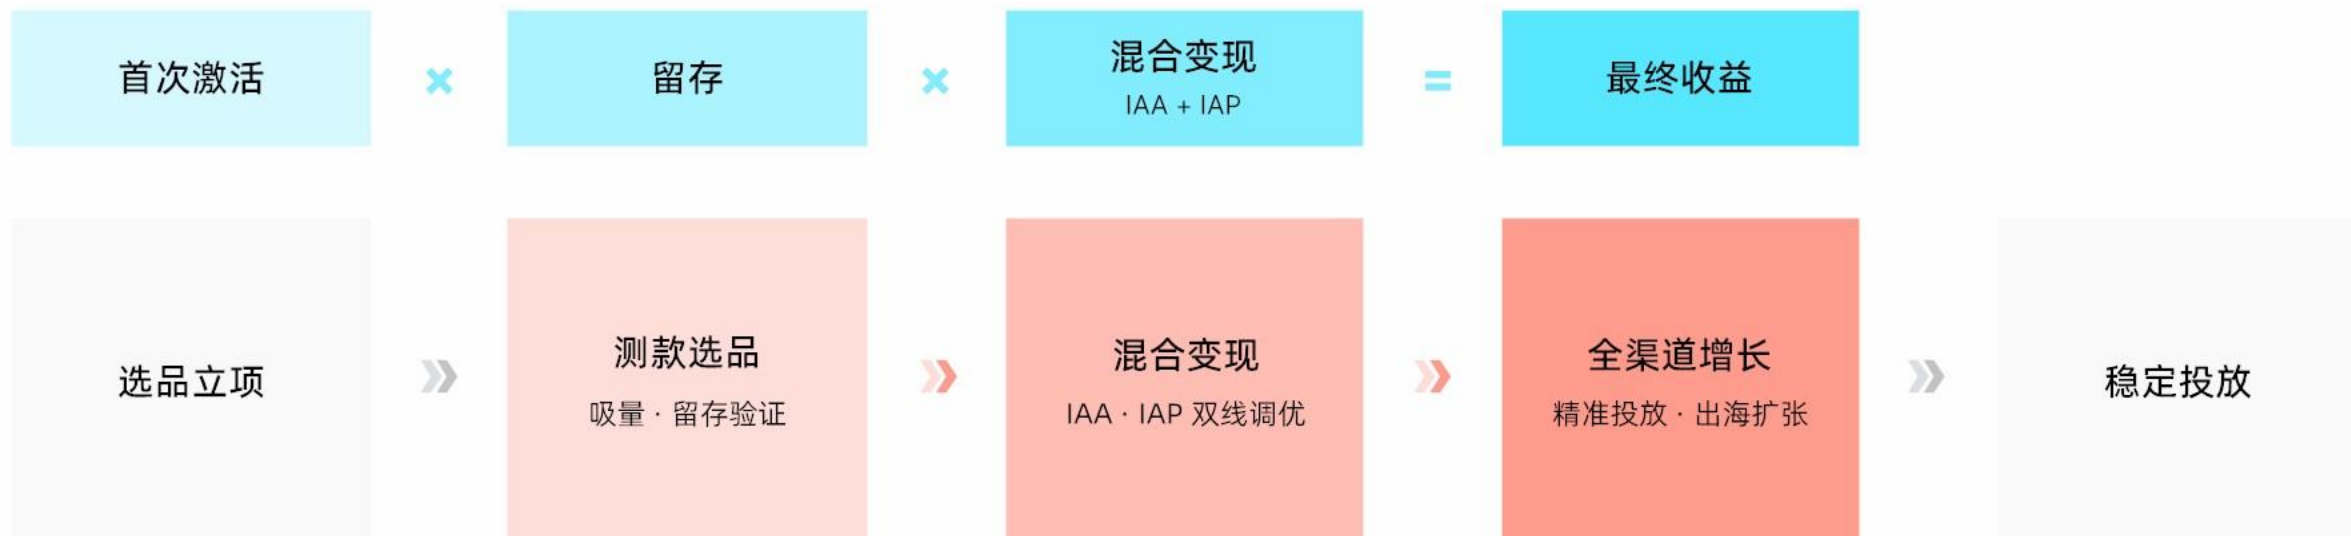 首次激活
×
留存
×
混合变现
IAA + IAP
=
最终收益
选品立项
测款选品
吸量 · 留存验证
混合变现
IAA · IAP 双线调优
全渠道增长
精准投放 · 出海扩张
稳定投放